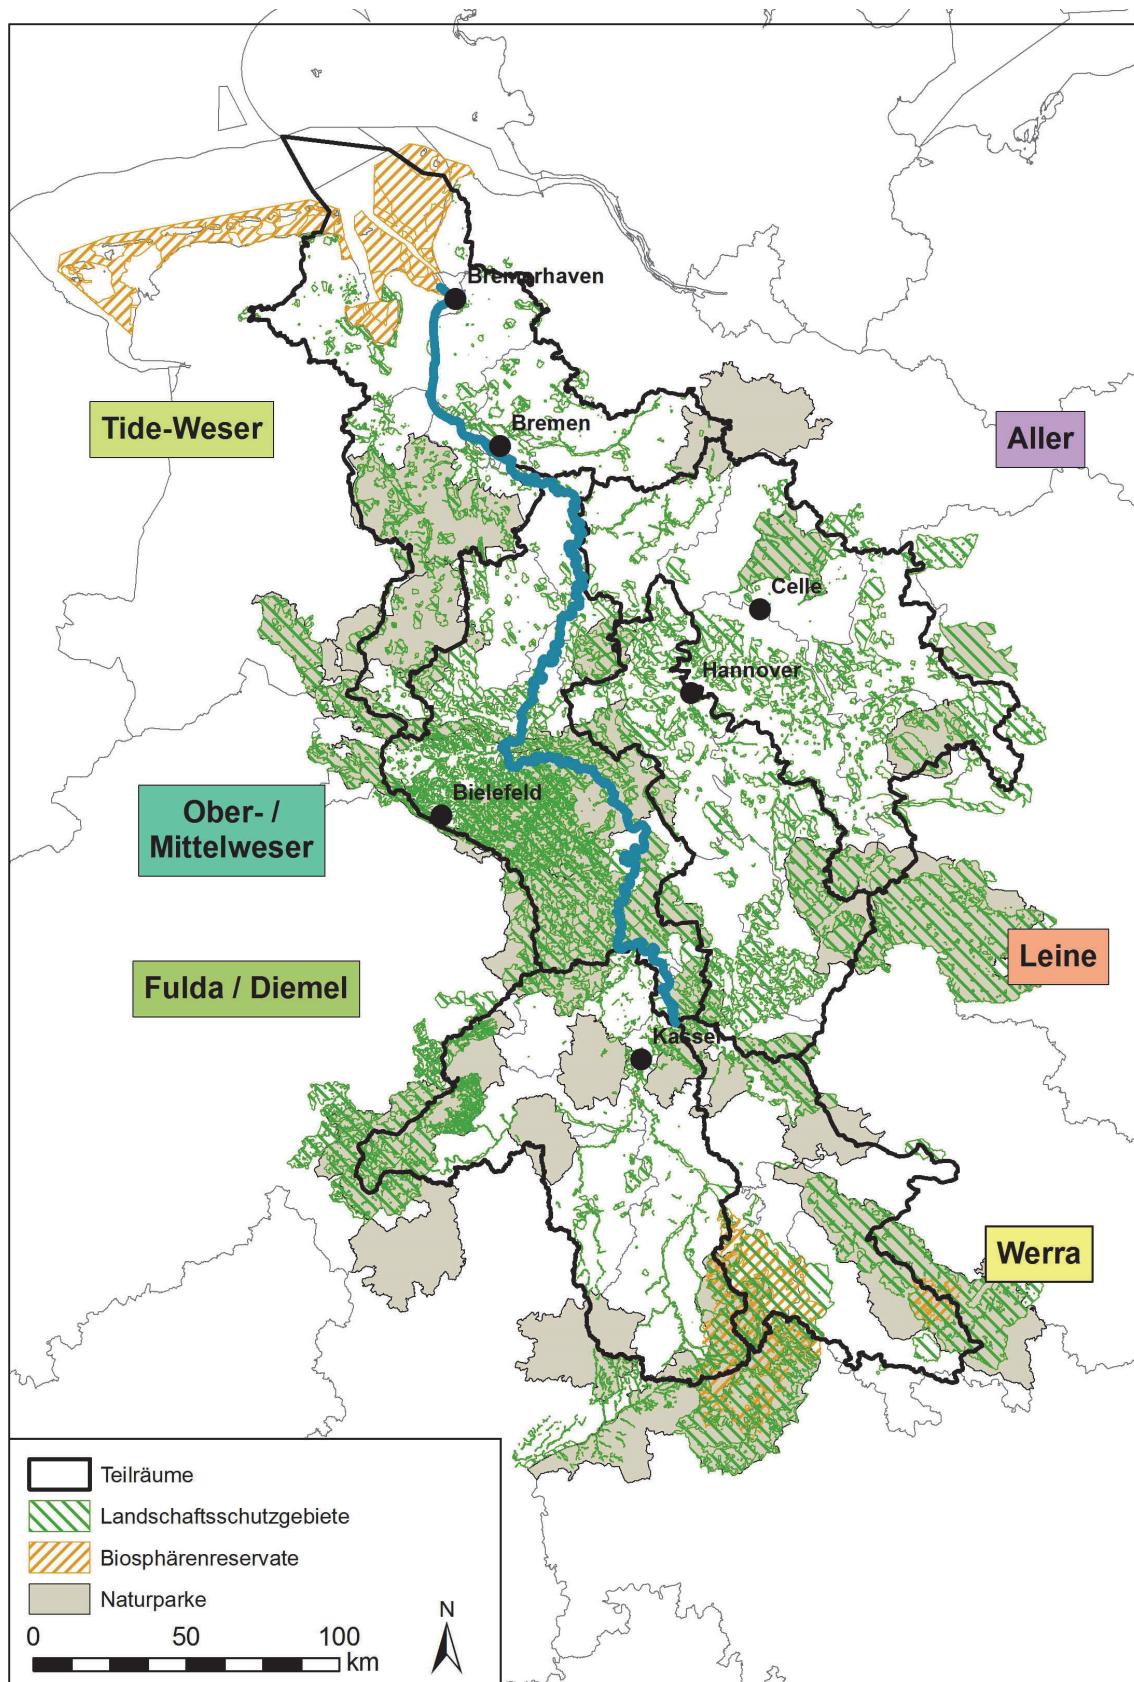 Bremerhaven
Tide-Weser
Bremen
Aller
Celle
Hannover
Ober- /
Mittelweser
Bielefeld
Fulda / Diemel
Leine
Kassel
Werra
Teilräume
Landschaftsschutzgebiete
Biosphärenreservate
Naturparke
N
0 50 100
km